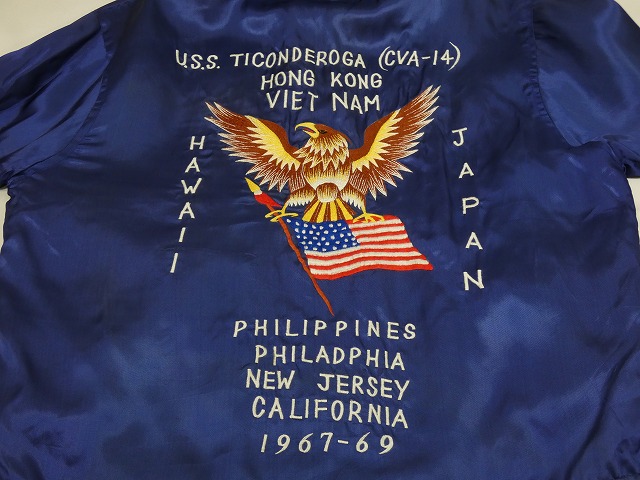 U.S.S. TICONDEROGA (CVA-14)
HONG KONG
VIET NAM
HAWAII
JAPAN
PHILIPPINES
PHILADPHIA
NEW JERSEY
CALIFORNIA
1967-69